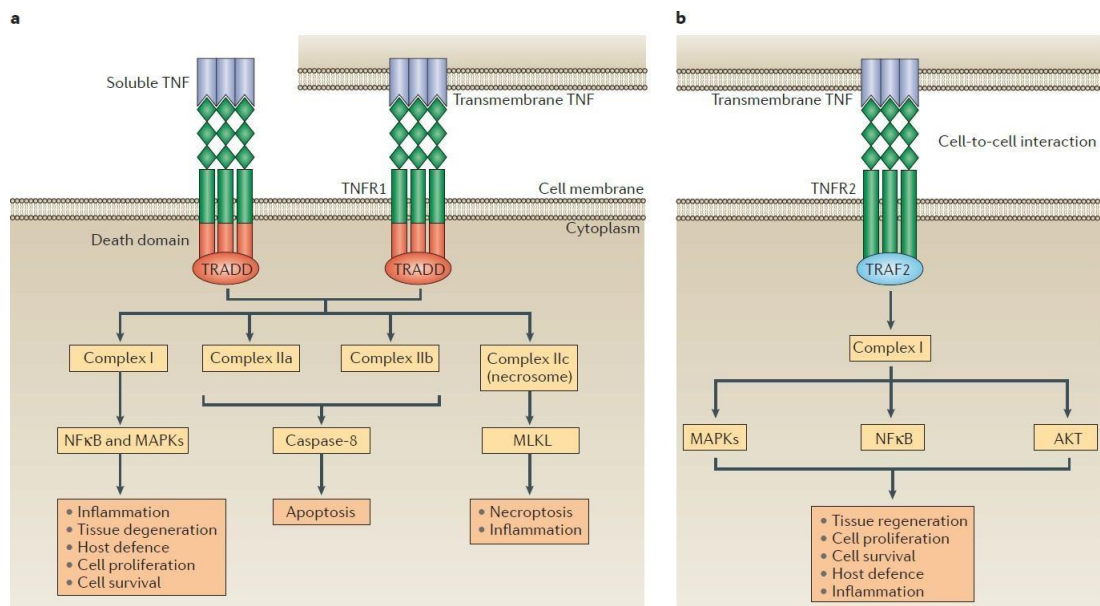 a
Soluble TNF
Transmembrane TNF
TNFR1
Cell membrane
Cytoplasm
Death domain
TRADD
TRADD
Complex I
Complex IIa
Complex IIb
Complex IIc
(necrosome)
NFκB and MAPKs
Caspase-8
MLKL
• Inflammation
• Tissue degeneration
• Host defence
• Cell proliferation
• Cell survival
Apoptosis
• Necroptosis
• Inflammation
b
Transmembrane TNF
Cell-to-cell interaction
TNFR2
TRAF2
Complex I
MAPKs
NFκB
AKT
• Tissue regeneration
• Cell proliferation
• Cell survival
• Host defence
• Inflammation